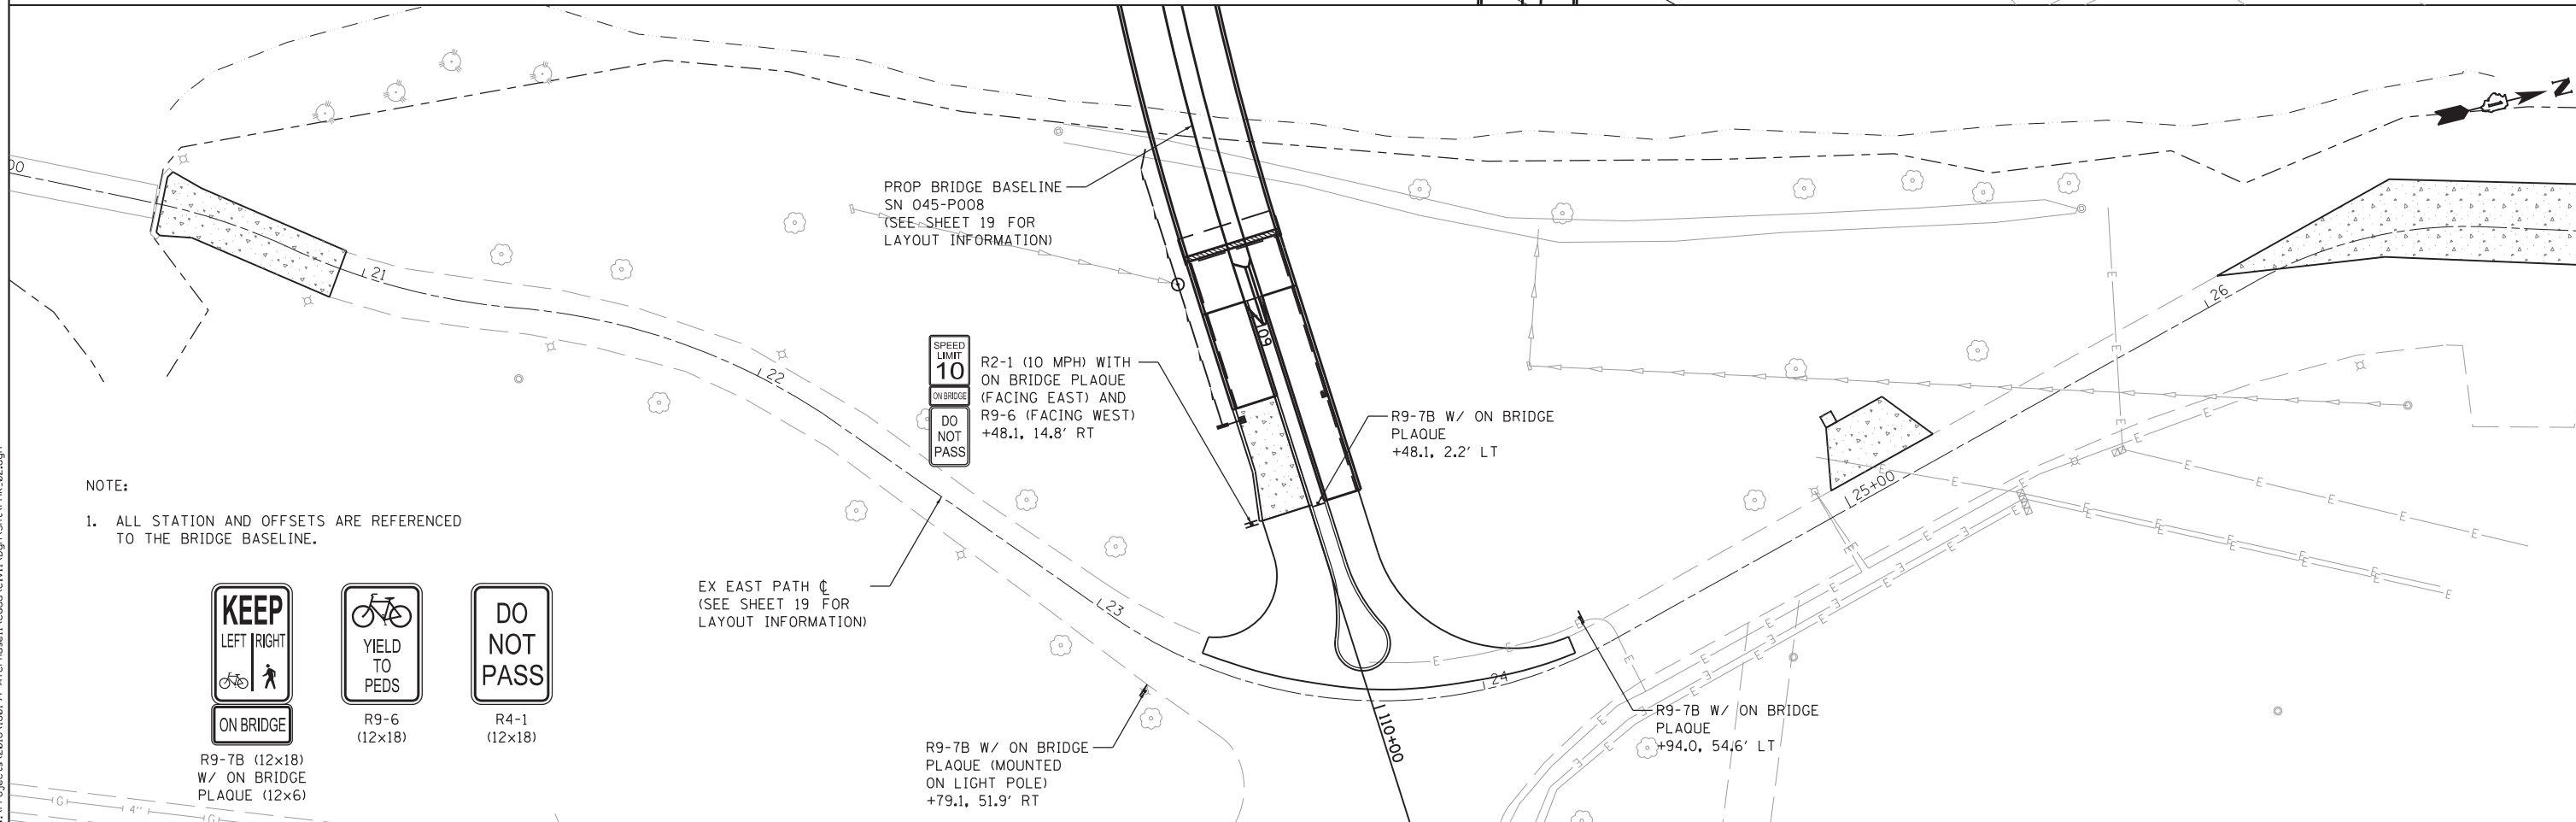 N
00
PROP BRIDGE BASELINE
SN 045-P008
(SEE SHEET 19 FOR
LAYOUT INFORMATION)
21
22
23
24
25+00
26
109
110+00
SPEED
LIMIT
10
ON BRIDGE
DO
NOT
PASS
R2-1 (10 MPH) WITH
ON BRIDGE PLAQUE
(FACING EAST) AND
R9-6 (FACING WEST)
+48.1, 14.8' RT
R9-7B W/ ON BRIDGE
PLAQUE
+48.1, 2.2' LT
NOTE:
1. ALL STATION AND OFFSETS ARE REFERENCED
TO THE BRIDGE BASELINE.
EX EAST PATH ℄
(SEE SHEET 19 FOR
LAYOUT INFORMATION)
KEEP
LEFT RIGHT
ON BRIDGE
R9-7B (12x18)
W/ ON BRIDGE
PLAQUE (12x6)
YIELD
TO
PEDS
R9-6
(12x18)
DO
NOT
PASS
R4-1
(12x18)
R9-7B W/ ON BRIDGE
PLAQUE (MOUNTED
ON LIGHT POLE)
+79.1, 51.9' RT
R9-7B W/ ON BRIDGE
PLAQUE
+94.0, 54.6' LT
G 4" G
E